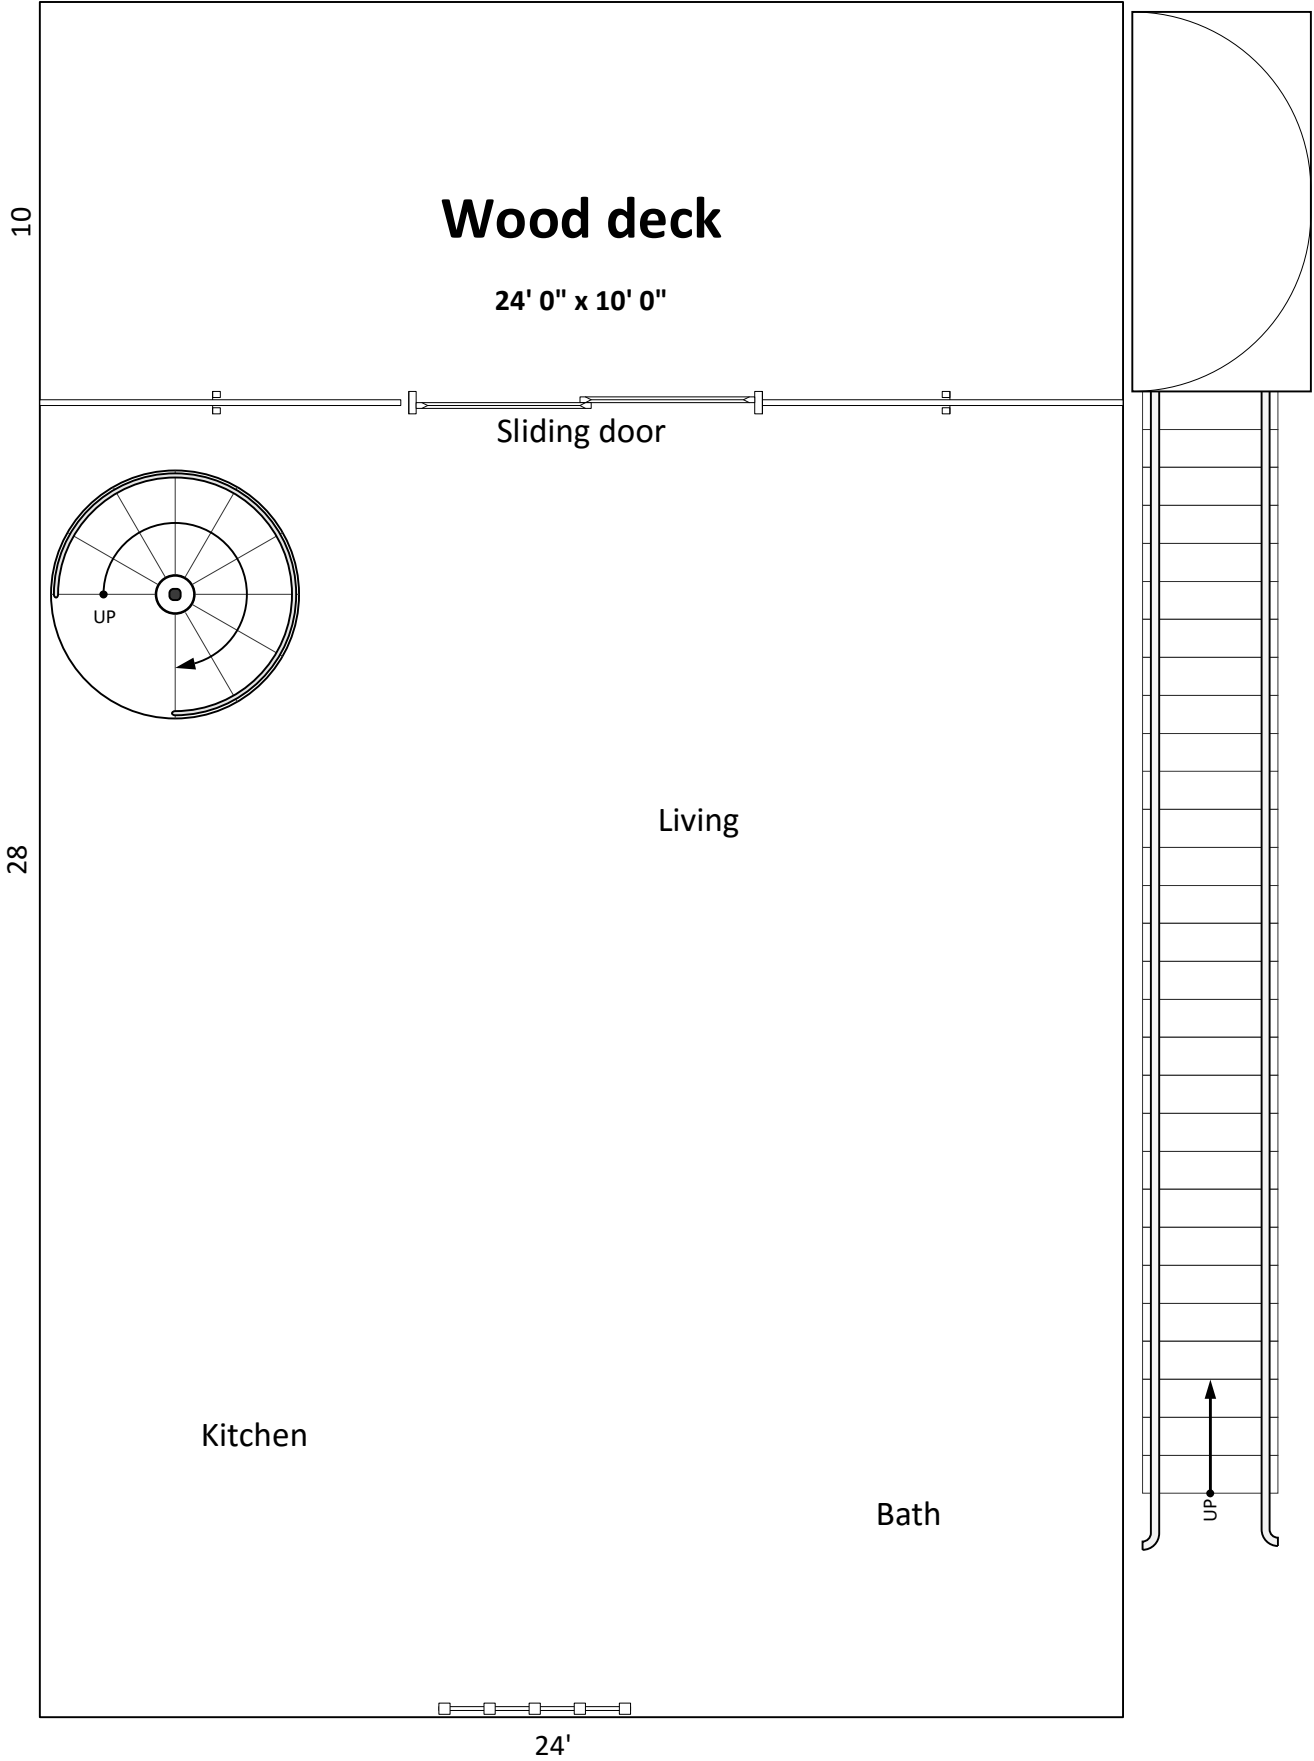 10
Wood deck
24' 0" x 10' 0"
Sliding door
UP
Living
28
Kitchen
Bath
UP
24'